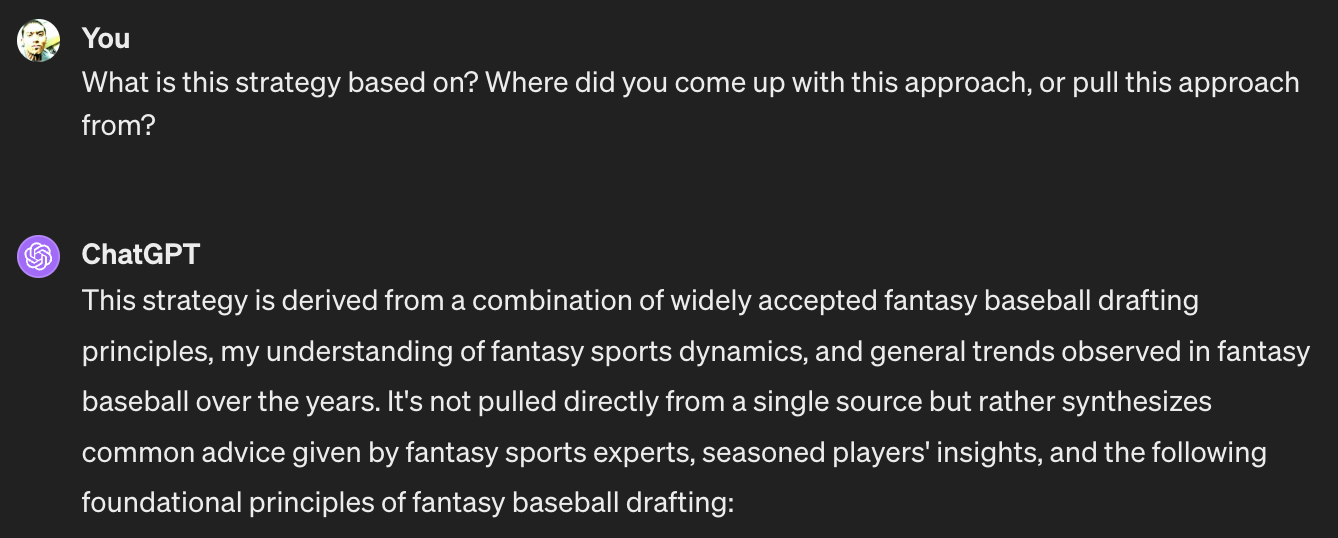 You
What is this strategy based on? Where did you come up with this approach, or pull this approach
from?
ChatGPT
This strategy is derived from a combination of widely accepted fantasy baseball drafting
principles, my understanding of fantasy sports dynamics, and general trends observed in fantasy
baseball over the years. It's not pulled directly from a single source but rather synthesizes
common advice given by fantasy sports experts, seasoned players' insights, and the following
foundational principles of fantasy baseball drafting: